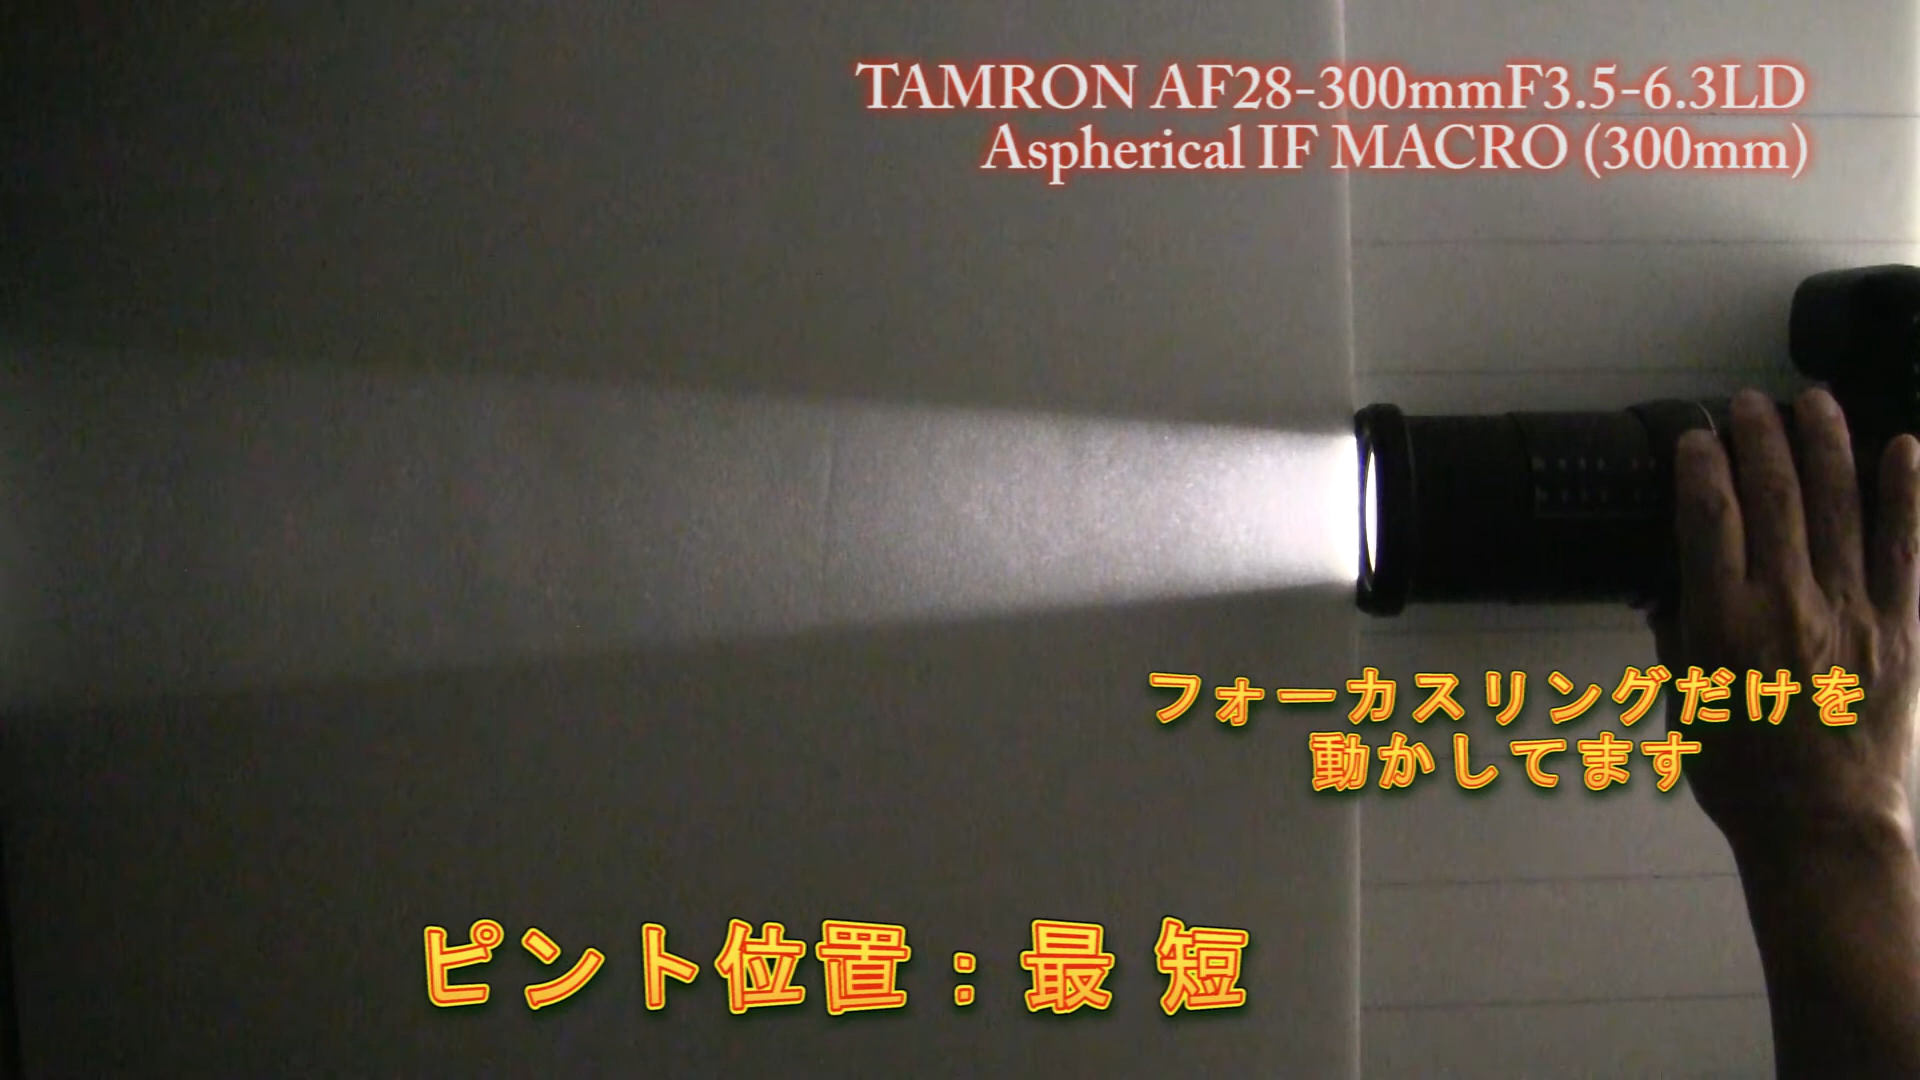 TAMRON AF28-300mmF3.5-6.3LD
Aspherical IF MACRO (300mm)
フォーカスリングだけを
動かしてます
ピント位置：最 短